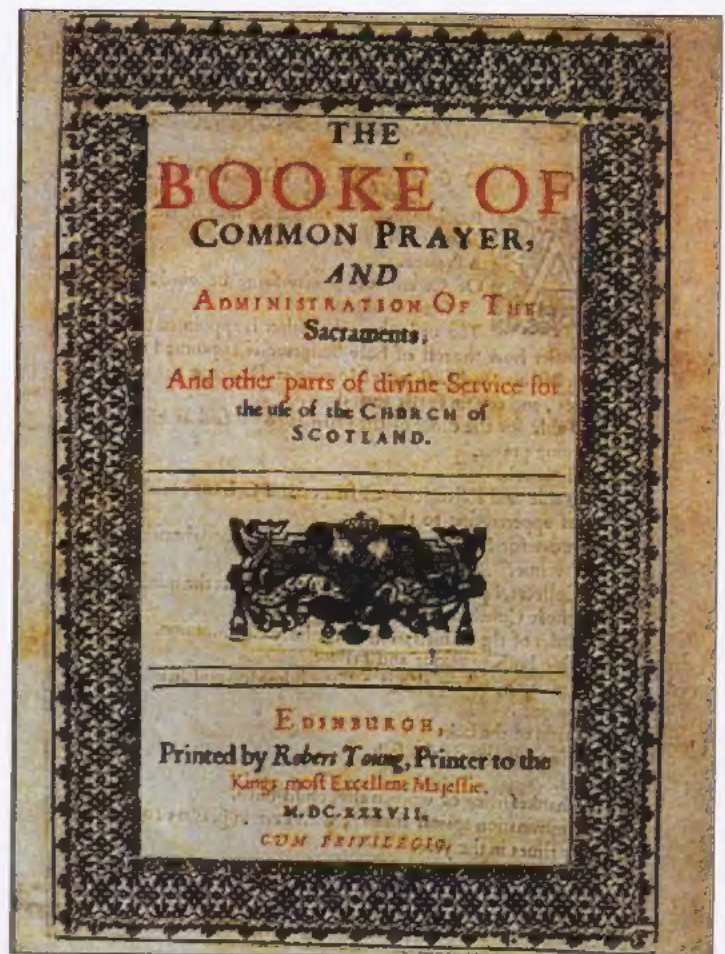 THE
BOOKE OF
COMMON PRAYER,
AND
ADMINISTRATION OF THE
Sacraments,
And other parts of divine Service for
the uſe of the CHURCH of
SCOTLAND.
EDINBURGH,
Printed by Robert Young, Printer to the
Kings moſt Excellent Majeſtie.
M.DC.XXXVII.
CUM PRIVILEGIO,